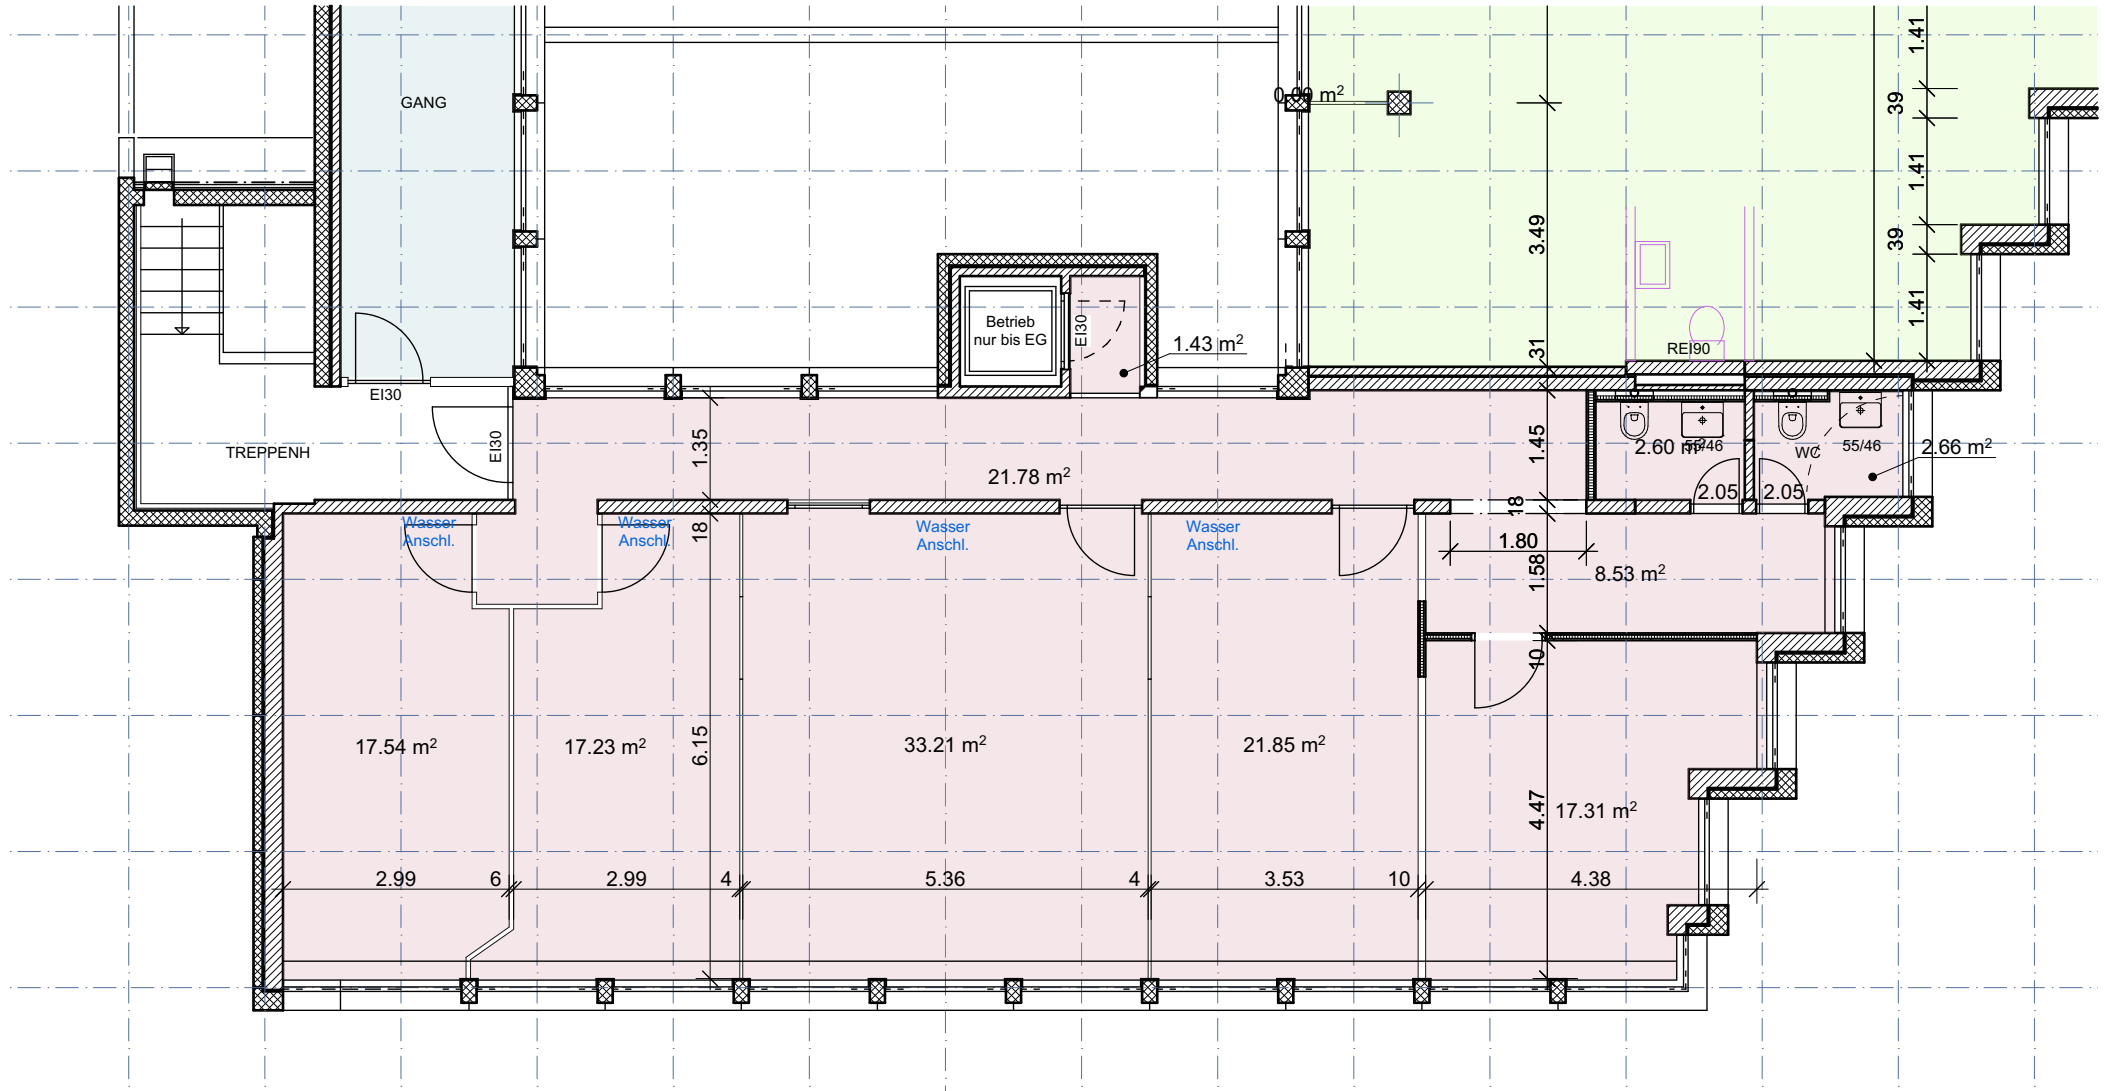 1.41
GANG
0.00 m²
39
1.41
3.49
39
1.41
Betrieb
nur bis EG
EI30
1.43 m²
31
REI90
EI30
TREPPENH
EI30
1.35
21.78 m²
1.45
2.60 m²
55/46
WC
55/46
2.66 m²
2.05
2.05
18
Wasser
Anschl.
Wasser
Anschl.
18
Wasser
Anschl.
Wasser
Anschl.
1.80
1.58
8.53 m²
10
17.54 m²
17.23 m²
6.15
33.21 m²
21.85 m²
4.47
17.31 m²
2.99
6
2.99
4
5.36
4
3.53
10
4.38